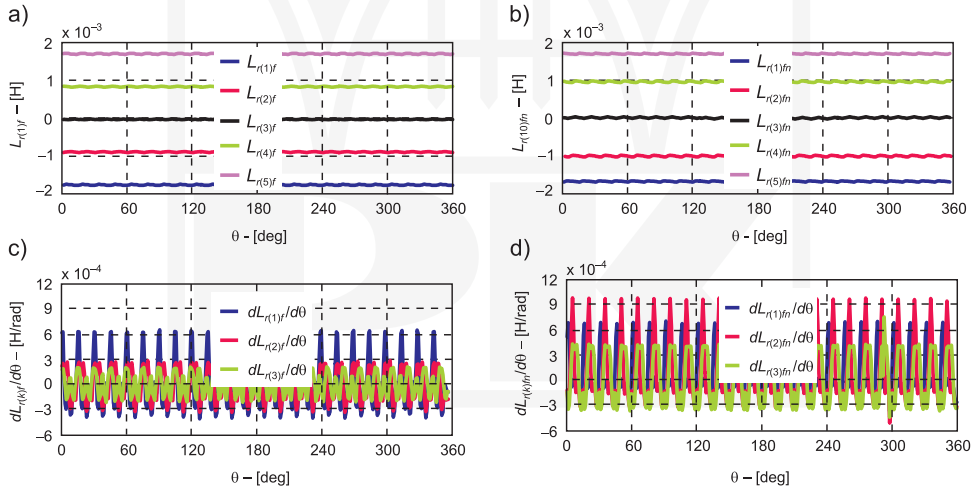 a)
x 10⁻³
L_r(1)f – [H]
2
1
0
−1
−2
L_r(1)f
L_r(2)f
L_r(3)f
L_r(4)f
L_r(5)f
0 60 120 180 240 300 360
θ – [deg]
b)
x 10⁻³
L_r(10)fn – [H]
2
1
0
−1
−2
L_r(1)fn
L_r(2)fn
L_r(3)fn
L_r(4)fn
L_r(5)fn
0 60 120 180 240 300 360
θ – [deg]
c)
x 10⁻⁴
dL_r(k)f/dθ – [H/rad]
12
9
6
3
0
−3
−6
dL_r(1)f/dθ
dL_r(2)f/dθ
dL_r(3)f/dθ
0 60 120 180 240 300 360
θ – [deg]
d)
x 10⁻⁴
dL_r(k)fn/dθ – [H/rad]
12
9
6
3
0
−3
−6
dL_r(1)fn/dθ
dL_r(2)fn/dθ
dL_r(3)fn/dθ
0 60 120 180 240 300 360
θ – [deg]